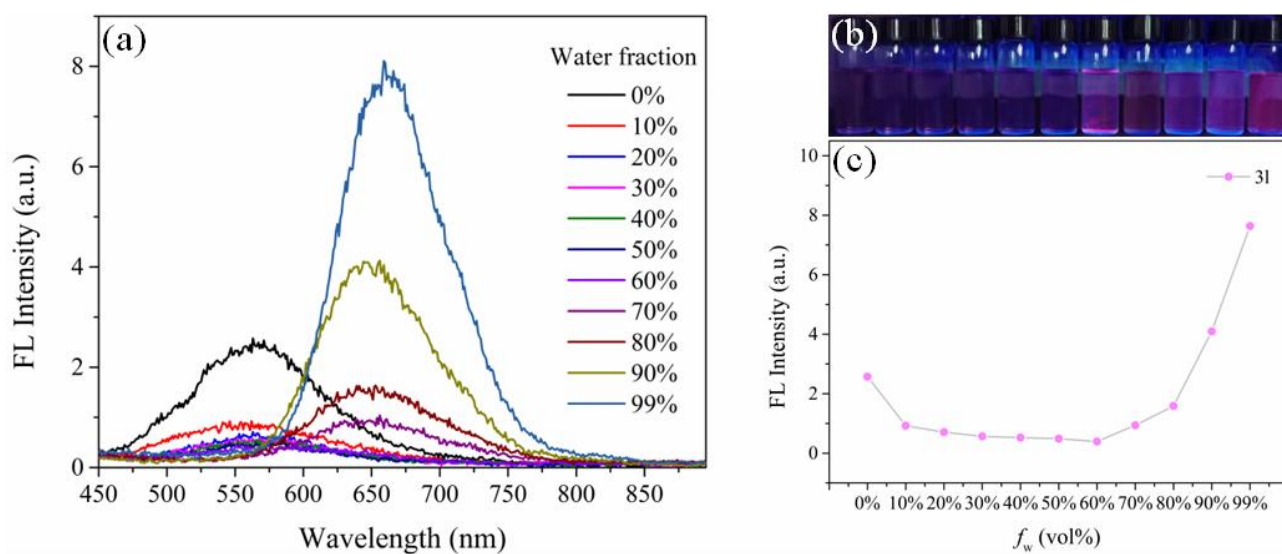 (a)
FL Intensity (a.u.)
8
6
4
2
0
450 500 550 600 650 700 750 800 850
Wavelength (nm)
Water fraction
0%
10%
20%
30%
40%
50%
60%
70%
80%
90%
99%
(b)
(c)
FL Intensity (a.u.)
10
8
6
4
2
0
3l
0% 10% 20% 30% 40% 50% 60% 70% 80% 90% 99%
fw (vol%)